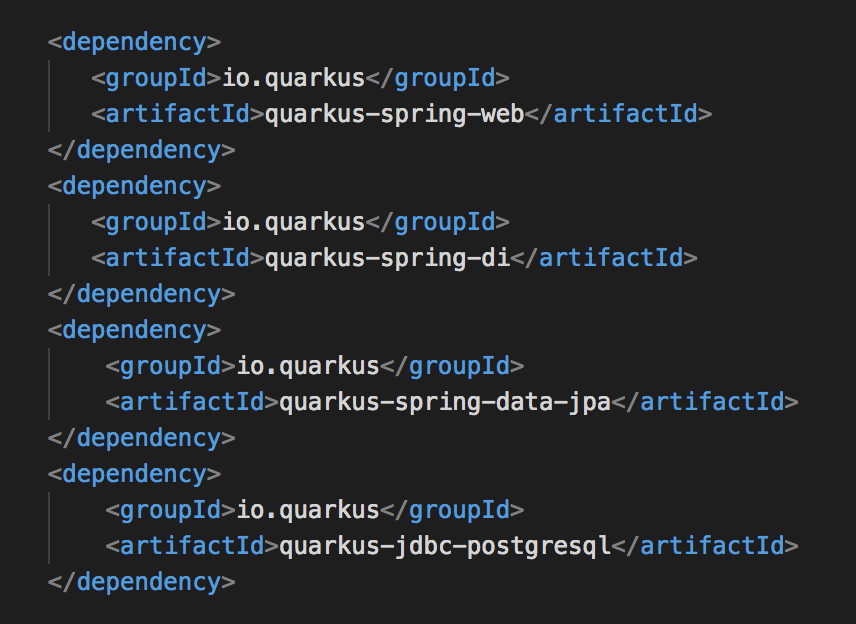 <dependency>
<groupId>io.quarkus</groupId>
<artifactId>quarkus-spring-web</artifactId>
</dependency>
<dependency>
<groupId>io.quarkus</groupId>
<artifactId>quarkus-spring-di</artifactId>
</dependency>
<dependency>
<groupId>io.quarkus</groupId>
<artifactId>quarkus-spring-data-jpa</artifactId>
</dependency>
<dependency>
<groupId>io.quarkus</groupId>
<artifactId>quarkus-jdbc-postgresql</artifactId>
</dependency>